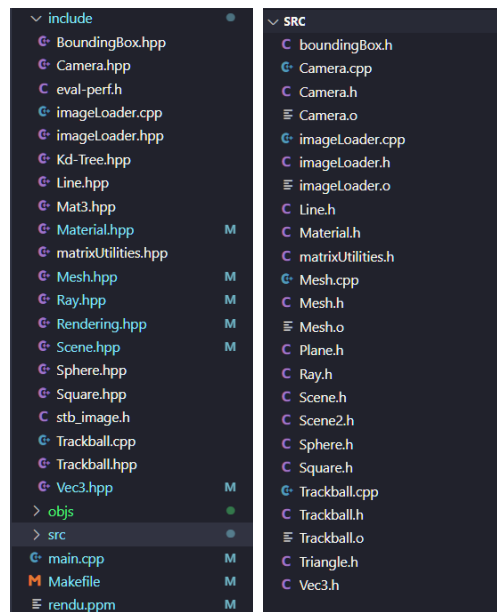 include
BoundingBox.hpp
Camera.hpp
eval-perf.h
imageLoader.cpp
imageLoader.hpp
Kd-Tree.hpp
Line.hpp
Mat3.hpp
Material.hpp M
matrixUtilities.hpp
Mesh.hpp M
Ray.hpp M
Rendering.hpp M
Scene.hpp M
Sphere.hpp
Square.hpp
stb_image.h
Trackball.cpp
Trackball.hpp
Vec3.hpp M
objs
src
main.cpp M
Makefile M
rendu.ppm M
SRC
boundingBox.h
Camera.cpp
Camera.h
Camera.o
imageLoader.cpp
imageLoader.h
imageLoader.o
Line.h
Material.h
matrixUtilities.h
Mesh.cpp
Mesh.h
Mesh.o
Plane.h
Ray.h
Scene.h
Scene2.h
Sphere.h
Square.h
Trackball.cpp
Trackball.h
Trackball.o
Triangle.h
Vec3.h